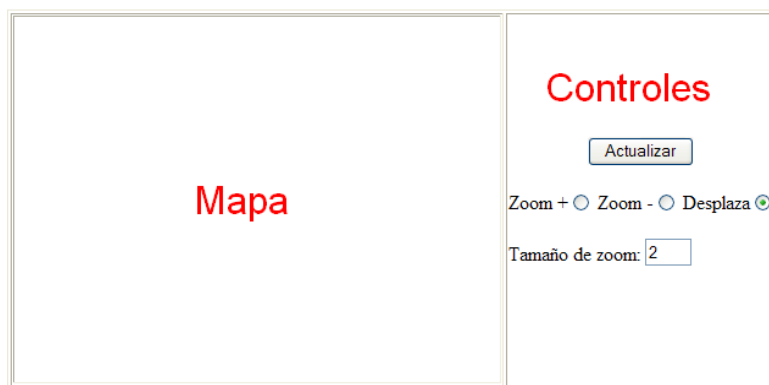 Mapa
Controles
Actualizar
Zoom + Zoom - Desplaza
Tamaño de zoom: 2